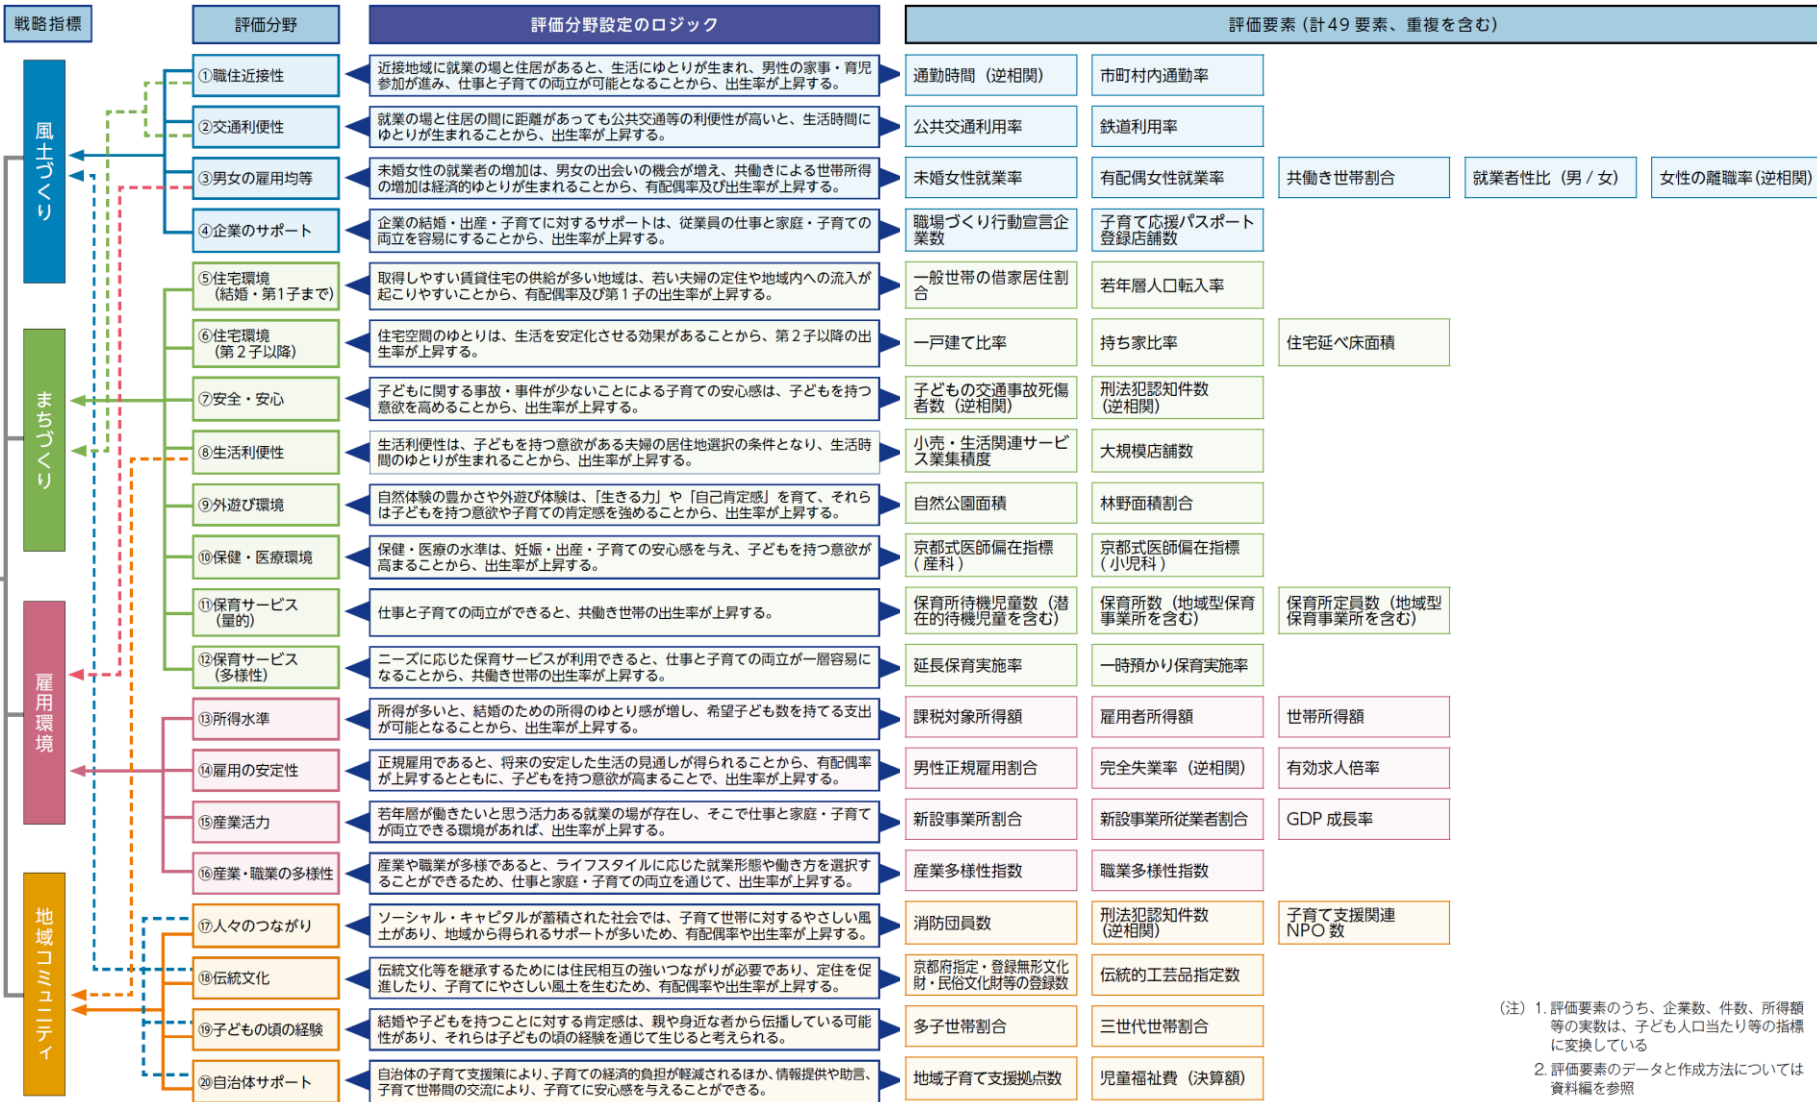 戦略指標
評価分野
評価分野設定のロジック
評価要素（計49要素、重複を含む）
風土づくり
まちづくり
雇用環境
地域コミュニティ
①職住近接性
近接地域に就業の場と住居があると、生活にゆとりが生まれ、男性の家事・育児
参加が進み、仕事と子育ての両立が可能となることから、出生率が上昇する。
通勤時間（逆相関）
市町村内通勤率
②交通利便性
就業の場と住居の間に距離があっても公共交通等の利便性が高いと、生活時間に
ゆとりが生まれることから、出生率が上昇する。
公共交通利用率
鉄道利用率
③男女の雇用均等
未婚女性の就業者の増加は、男女の出会いの機会が増え、共働きによる世帯所得
の増加は経済的ゆとりが生まれることから、有配偶率及び出生率が上昇する。
未婚女性就業率
有配偶女性就業率
共働き世帯割合
就業者性比（男 / 女）
女性の離職率（逆相関）
④企業のサポート
企業の結婚・出産・子育てに対するサポートは、従業員の仕事と家庭・子育ての
両立を容易にすることから、出生率が上昇する。
職場づくり行動宣言企
業数
子育て応援パスポート
登録店舗数
⑤住宅環境
（結婚・第1子まで）
取得しやすい賃貸住宅の供給が多い地域は、若い夫婦の定住や地域内への流入が
起こりやすいことから、有配偶率及び第１子の出生率が上昇する。
一般世帯の借家居住割
合
若年層人口転入率
⑥住宅環境
（第２子以降）
住宅空間のゆとりは、生活を安定化させる効果があることから、第２子以降の出
生率が上昇する。
一戸建て比率
持ち家比率
住宅延べ床面積
⑦安全・安心
子どもに関する事故・事件が少ないことによる子育ての安心感は、子どもを持つ
意欲を高めることから、出生率が上昇する。
子どもの交通事故死傷
者数（逆相関）
刑法犯認知件数
（逆相関）
⑧生活利便性
生活利便性は、子どもを持つ意欲がある夫婦の居住地選択の条件となり、生活時
間のゆとりが生まれることから、出生率が上昇する。
小売・生活関連サービ
ス業集積度
大規模店舗数
⑨外遊び環境
自然体験の豊かさや外遊び体験は、「生きる力」や「自己肯定感」を育て、それら
は子どもを持つ意欲や子育ての肯定感を強めることから、出生率が上昇する。
自然公園面積
林野面積割合
⑩保健・医療環境
保健・医療の水準は、妊娠・出産・子育ての安心感を与え、子どもを持つ意欲が
高まることから、出生率が上昇する。
京都式医師偏在指標
（産科）
京都式医師偏在指標
（小児科）
⑪保育サービス
（量的）
仕事と子育ての両立ができると、共働き世帯の出生率が上昇する。
保育所待機児童数（潜
在的待機児童を含む）
保育所数（地域型保育
事業所を含む）
保育所定員数（地域型
保育事業所を含む）
⑫保育サービス
（多様性）
ニーズに応じた保育サービスが利用できると、仕事と子育ての両立が一層容易に
なることから、共働き世帯の出生率が上昇する。
延長保育実施率
一時預かり保育実施率
⑬所得水準
所得が多いと、結婚のための所得のゆとり感が増し、希望子ども数を持てる支出
が可能となることから、出生率が上昇する。
課税対象所得額
雇用者所得額
世帯所得額
⑭雇用の安定性
正規雇用であると、将来の安定した生活の見通しが得られることから、有配偶率
が上昇するとともに、子どもを持つ意欲が高まることで、出生率が上昇する。
男性正規雇用割合
完全失業率（逆相関）
有効求人倍率
⑮産業活力
若年層が働きたいと思う活力ある就業の場が存在し、そこで仕事と家庭・子育て
が両立できる環境があれば、出生率が上昇する。
新設事業所割合
新設事業所従業者割合
GDP 成長率
⑯産業・職業の多様性
産業や職業が多様であると、ライフスタイルに応じた就業形態や働き方を選択す
ることができるため、仕事と家庭・子育ての両立を通じて、出生率が上昇する。
産業多様性指数
職業多様性指数
⑰人々のつながり
ソーシャル・キャピタルが蓄積された社会では、子育て世帯に対するやさしい風
土があり、地域から得られるサポートが多いため、有配偶率や出生率が上昇する。
消防団員数
刑法犯認知件数
（逆相関）
子育て支援関連
NPO 数
⑱伝統文化
伝統文化等を継承するためには住民相互の強いつながりが必要であり、定住を促
進したり、子育てにやさしい風土を生むため、有配偶率や出生率が上昇する。
京都府指定・登録無形文化
財・民俗文化財等の登録数
伝統的工芸品指定数
⑲子どもの頃の経験
結婚や子どもを持つことに対する肯定感は、親や身近な者から伝播している可能
性があり、それらは子どもの頃の経験を通じて生じると考えられる。
多子世帯割合
三世代世帯割合
⑳自治体サポート
自治体の子育て支援策により、子育ての経済的負担が軽減されるほか、情報提供や助言、
子育て世帯間の交流により、子育てに安心感を与えることができる。
地域子育て支援拠点数
児童福祉費（決算額）
（注）1. 評価要素のうち、企業数、件数、所得額
等の実数は、子ども人口当たり等の指標
に変換している
2. 評価要素のデータと作成方法については
資料編を参照